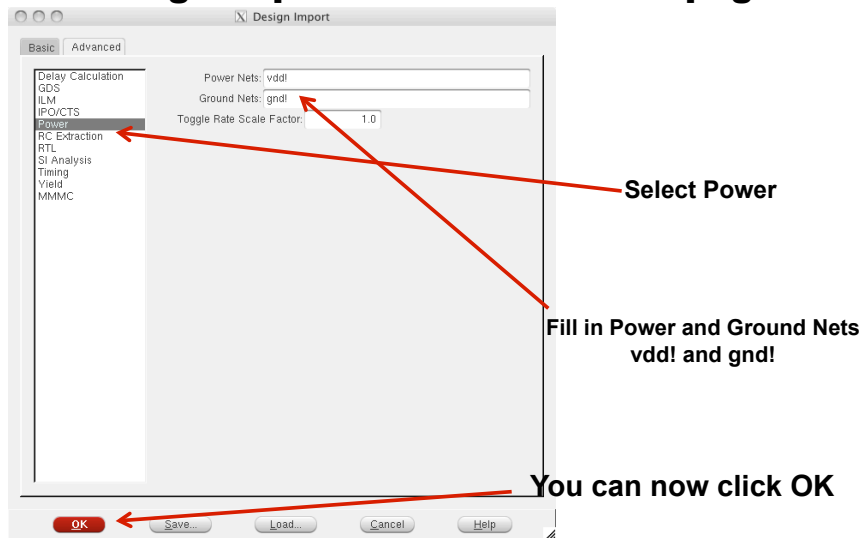 Design Import
Basic Advanced
Delay Calculation
GDS
ILM
IPO/CTS
Power
RC Extraction
RTL
SI Analysis
Timing
Yield
MMMC
Power Nets: vdd!
Ground Nets: gnd!
Toggle Rate Scale Factor: 1.0
Select Power
Fill in Power and Ground Nets
vdd! and gnd!
You can now click OK
OK Save... Load... Cancel Help